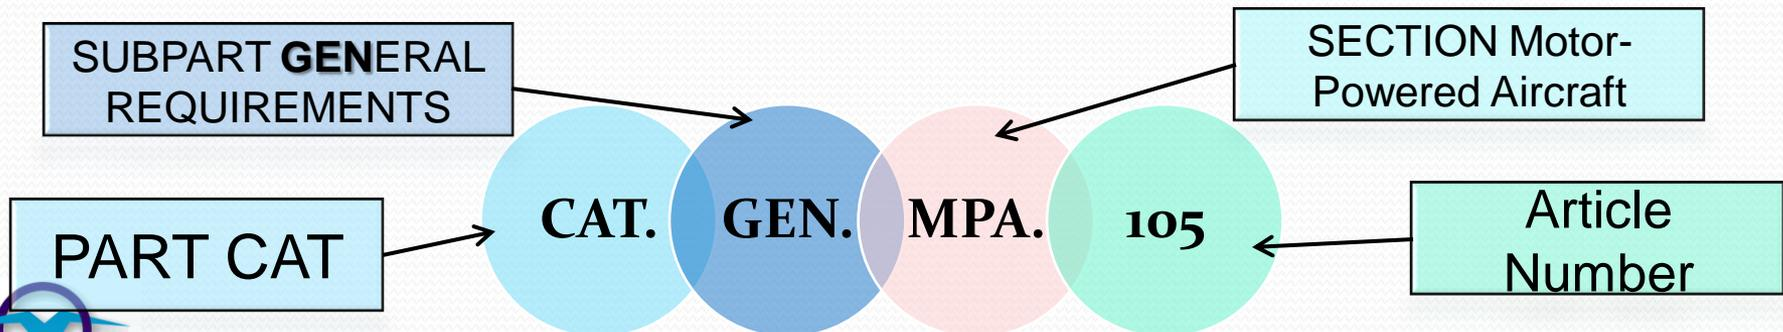 SUBPART GENERAL
REQUIREMENTS
SECTION Motor-
Powered Aircraft
PART CAT
CAT. GEN. MPA. 105
Article
Number